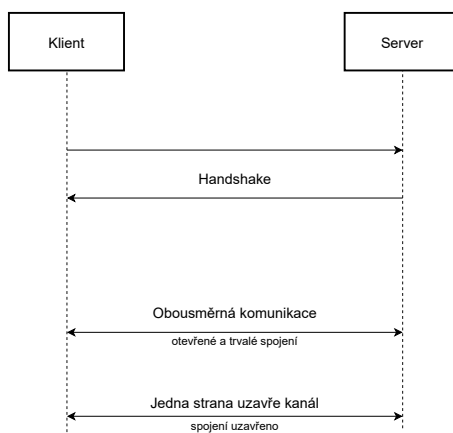 Klient
Server
Handshake
Obousměrná komunikace
otevřené a trvalé spojení
Jedna strana uzavře kanál
spojení uzavřeno